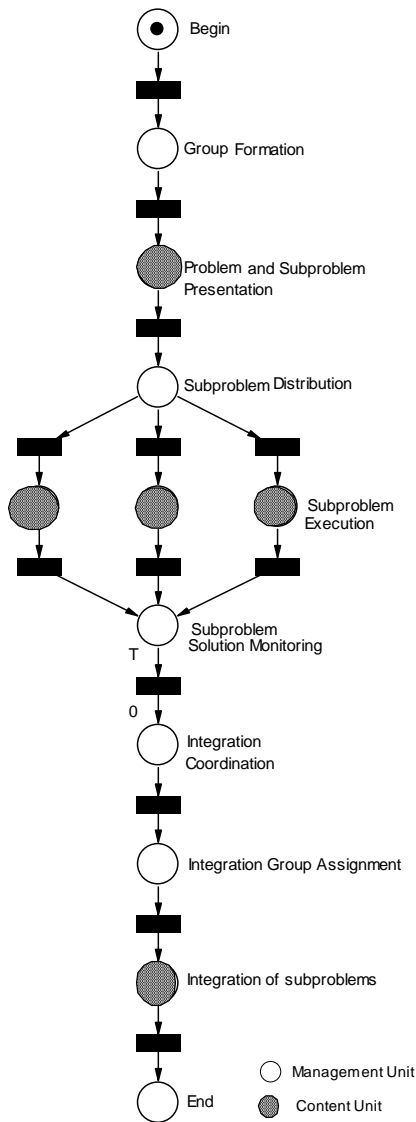 Begin
Group Formation
Problem and Subproblem
Presentation
Subproblem Distribution
Subproblem
Execution
Subproblem
Solution Monitoring
T
0
Integration
Coordination
Integration Group Assignment
Integration of subproblems
End
Management Unit
Content Unit